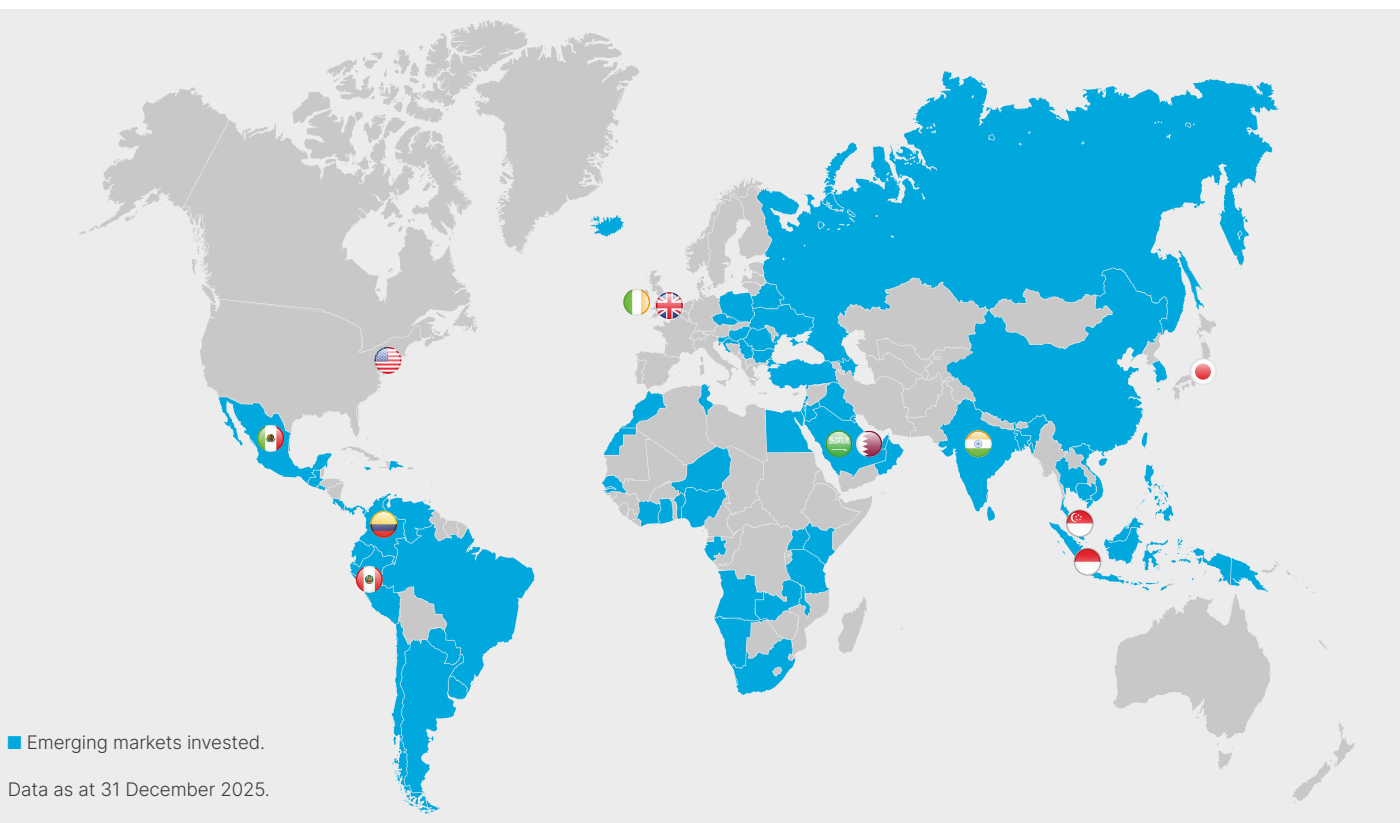 Emerging markets invested.
Data as at 31 December 2025.